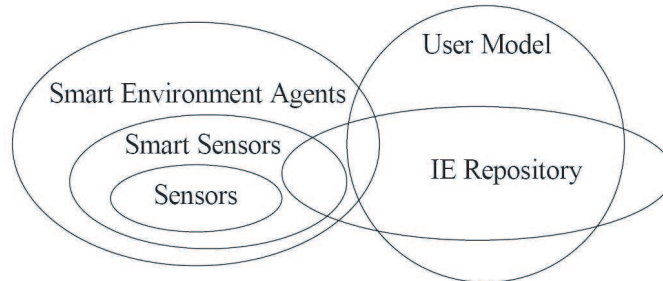 User Model
Smart Environment Agents
Smart Sensors
IE Repository
Sensors